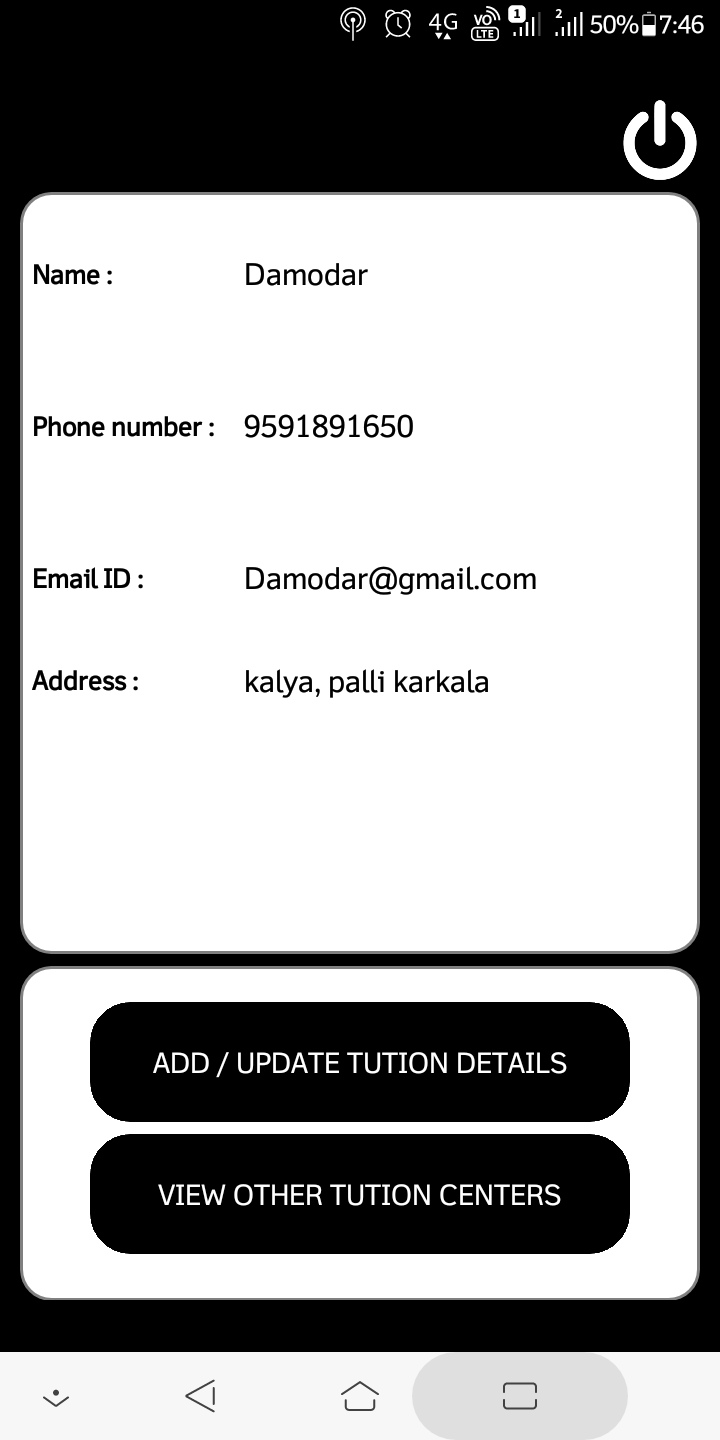 4G VO LTE 1 2 50% 7:46
Name : Damodar
Phone number : 9591891650
Email ID : Damodar@gmail.com
Address : kalya, palli karkala
ADD / UPDATE TUTION DETAILS
VIEW OTHER TUTION CENTERS